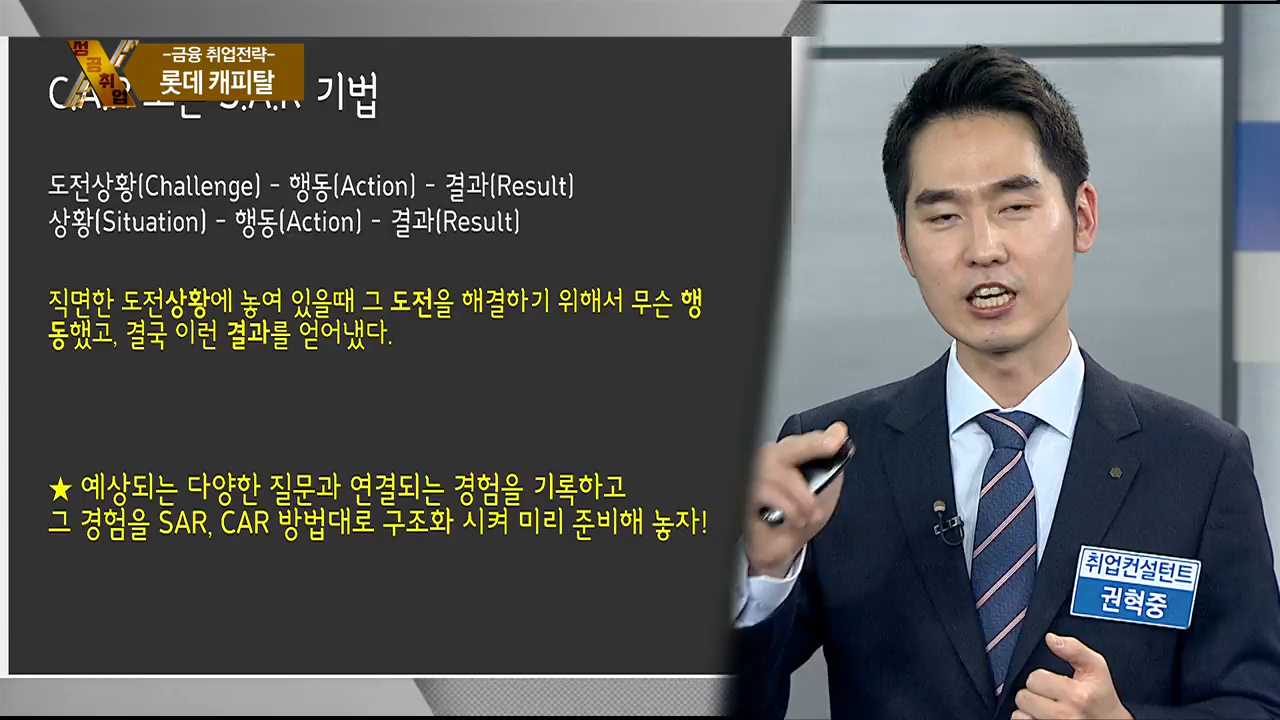 성공취업
-금융 취업전략-
롯데 캐피탈
기법
도전상황(Challenge) - 행동(Action) - 결과(Result)
상황(Situation) - 행동(Action) - 결과(Result)
직면한 도전상황에 놓여 있을때 그 도전을 해결하기 위해서 무슨 행
동했고, 결국 이런 결과를 얻어냈다.
★ 예상되는 다양한 질문과 연결되는 경험을 기록하고
그 경험을 SAR, CAR 방법대로 구조화 시켜 미리 준비해 놓자!
취업컨설턴트
권혁중